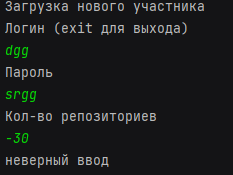 Загрузка нового участника
Логин (exit для выхода)
dgg
Пароль
srgg
Кол-во репозиториев
-30
неверный ввод